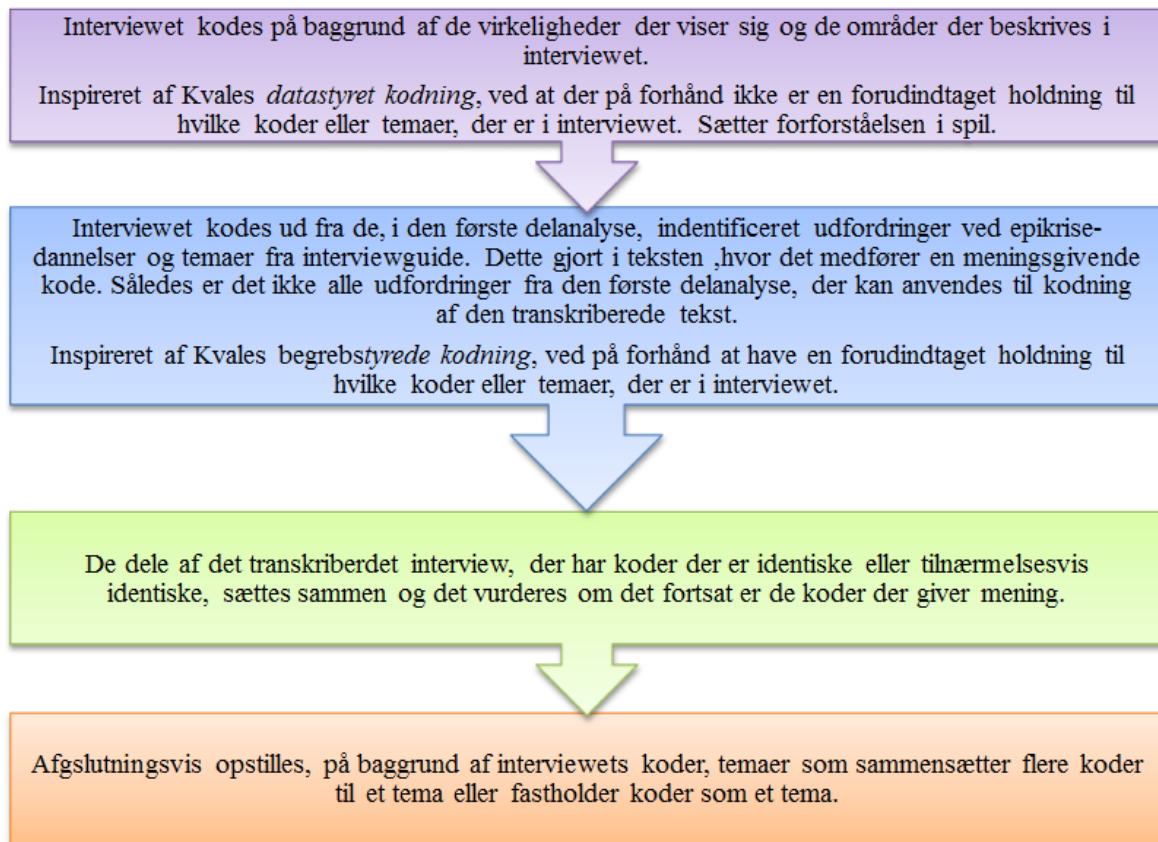 Interviewet kodes på baggrund af de virkeligheder der viser sig og de områder der beskrives i
interviewet.
Inspireret af Kvales datastyret kodning, ved at der på forhånd ikke er en forudindtaget holdning til
hvilke koder eller temaer, der er i interviewet. Sætter forforståelsen i spil.
Interviewet kodes ud fra de, i den første delanalyse, indentificeret udfordringer ved epikrise-
dannelser og temaer fra interviewguide. Dette gjort i teksten ,hvor det medfører en meningsgivende
kode. Således er det ikke alle udfordringer fra den første delanalyse, der kan anvendes til kodning
af den transkriberede tekst.
Inspireret af Kvales begrebstyrede kodning, ved på forhånd at have en forudindtaget holdning til
hvilke koder eller temaer, der er i interviewet.
De dele af det transkriberdet interview, der har koder der er identiske eller tilnærmelsesvis
identiske, sættes sammen og det vurderes om det fortsat er de koder der giver mening.
Afgslutningsvis opstilles, på baggrund af interviewets koder, temaer som sammensætter flere koder
til et tema eller fastholder koder som et tema.